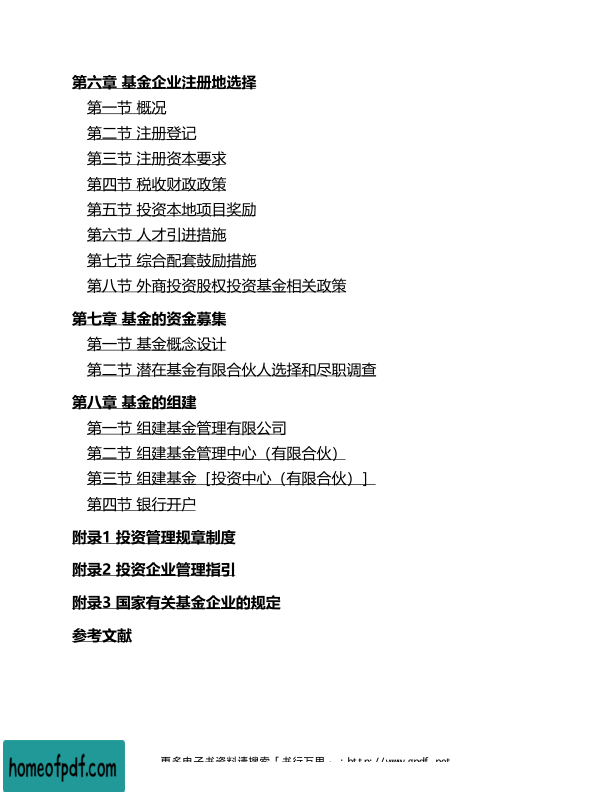 第六章 基金企业注册地选择
第一节 概况
第二节 注册登记
第三节 注册资本要求
第四节 税收财政政策
第五节 投资本地项目奖励
第六节 人才引进措施
第七节 综合配套鼓励措施
第八节 外商投资股权投资基金相关政策
第七章 基金的资金募集
第一节 基金概念设计
第二节 潜在基金有限合伙人选择和尽职调查
第八章 基金的组建
第一节 组建基金管理有限公司
第二节 组建基金管理中心（有限合伙）
第三节 组建基金［投资中心（有限合伙）］
第四节 银行开户
附录1 投资管理规章制度
附录2 投资企业管理指引
附录3 国家有关基金企业的规定
参考文献
更多电子书资料请搜索「书行万里
homeofpdf.com